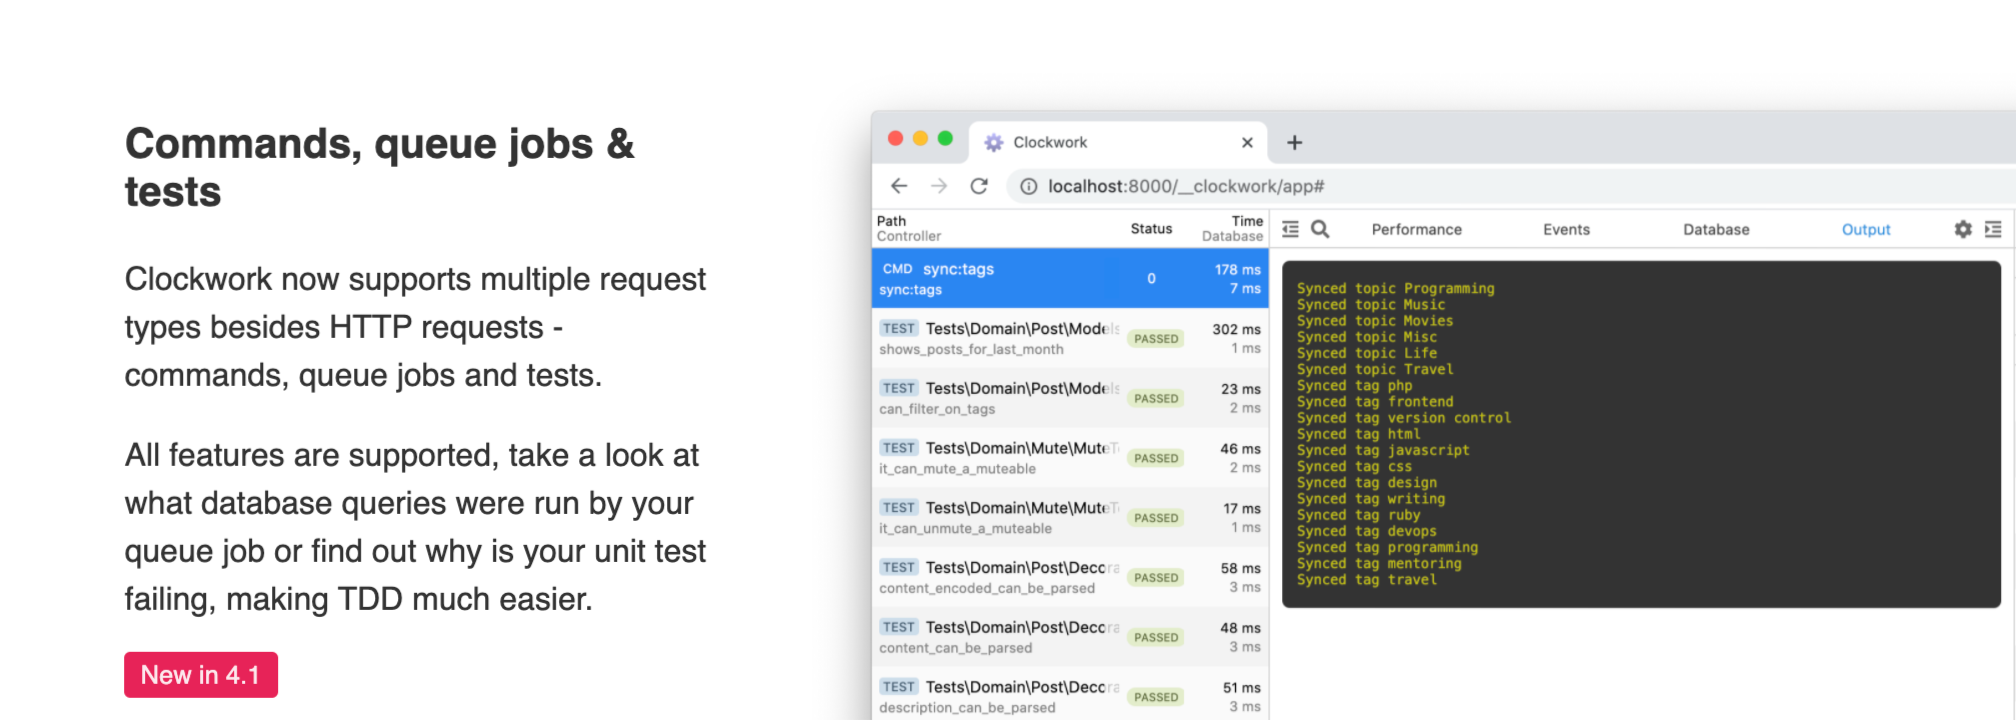 Commands, queue jobs &
tests
Clockwork now supports multiple request
types besides HTTP requests -
commands, queue jobs and tests.
All features are supported, take a look at
what database queries were run by your
queue job or find out why is your unit test
failing, making TDD much easier.
New in 4.1
Clockwork
localhost:8000/__clockwork/app#
Path
Controller
Status
Time
Database
CMD sync:tags
sync:tags
0
178 ms
7 ms
TEST Tests\Domain\Post\Models
shows_posts_for_last_month
PASSED
302 ms
1 ms
TEST Tests\Domain\Post\Models
can_filter_on_tags
PASSED
23 ms
2 ms
TEST Tests\Domain\Mute\MuteT
it_can_mute_a_muteable
PASSED
46 ms
2 ms
TEST Tests\Domain\Mute\MuteT
it_can_unmute_a_muteable
PASSED
17 ms
1 ms
TEST Tests\Domain\Post\Decora
content_encoded_can_be_parsed
PASSED
58 ms
3 ms
TEST Tests\Domain\Post\Decora
content_can_be_parsed
PASSED
48 ms
3 ms
TEST Tests\Domain\Post\Decora
description_can_be_parsed
PASSED
51 ms
3 ms
Performance
Events
Database
Output
Synced topic Programming
Synced topic Music
Synced topic Movies
Synced topic Misc
Synced topic Life
Synced topic Travel
Synced tag php
Synced tag frontend
Synced tag version control
Synced tag html
Synced tag javascript
Synced tag css
Synced tag design
Synced tag writing
Synced tag ruby
Synced tag devops
Synced tag programming
Synced tag mentoring
Synced tag travel